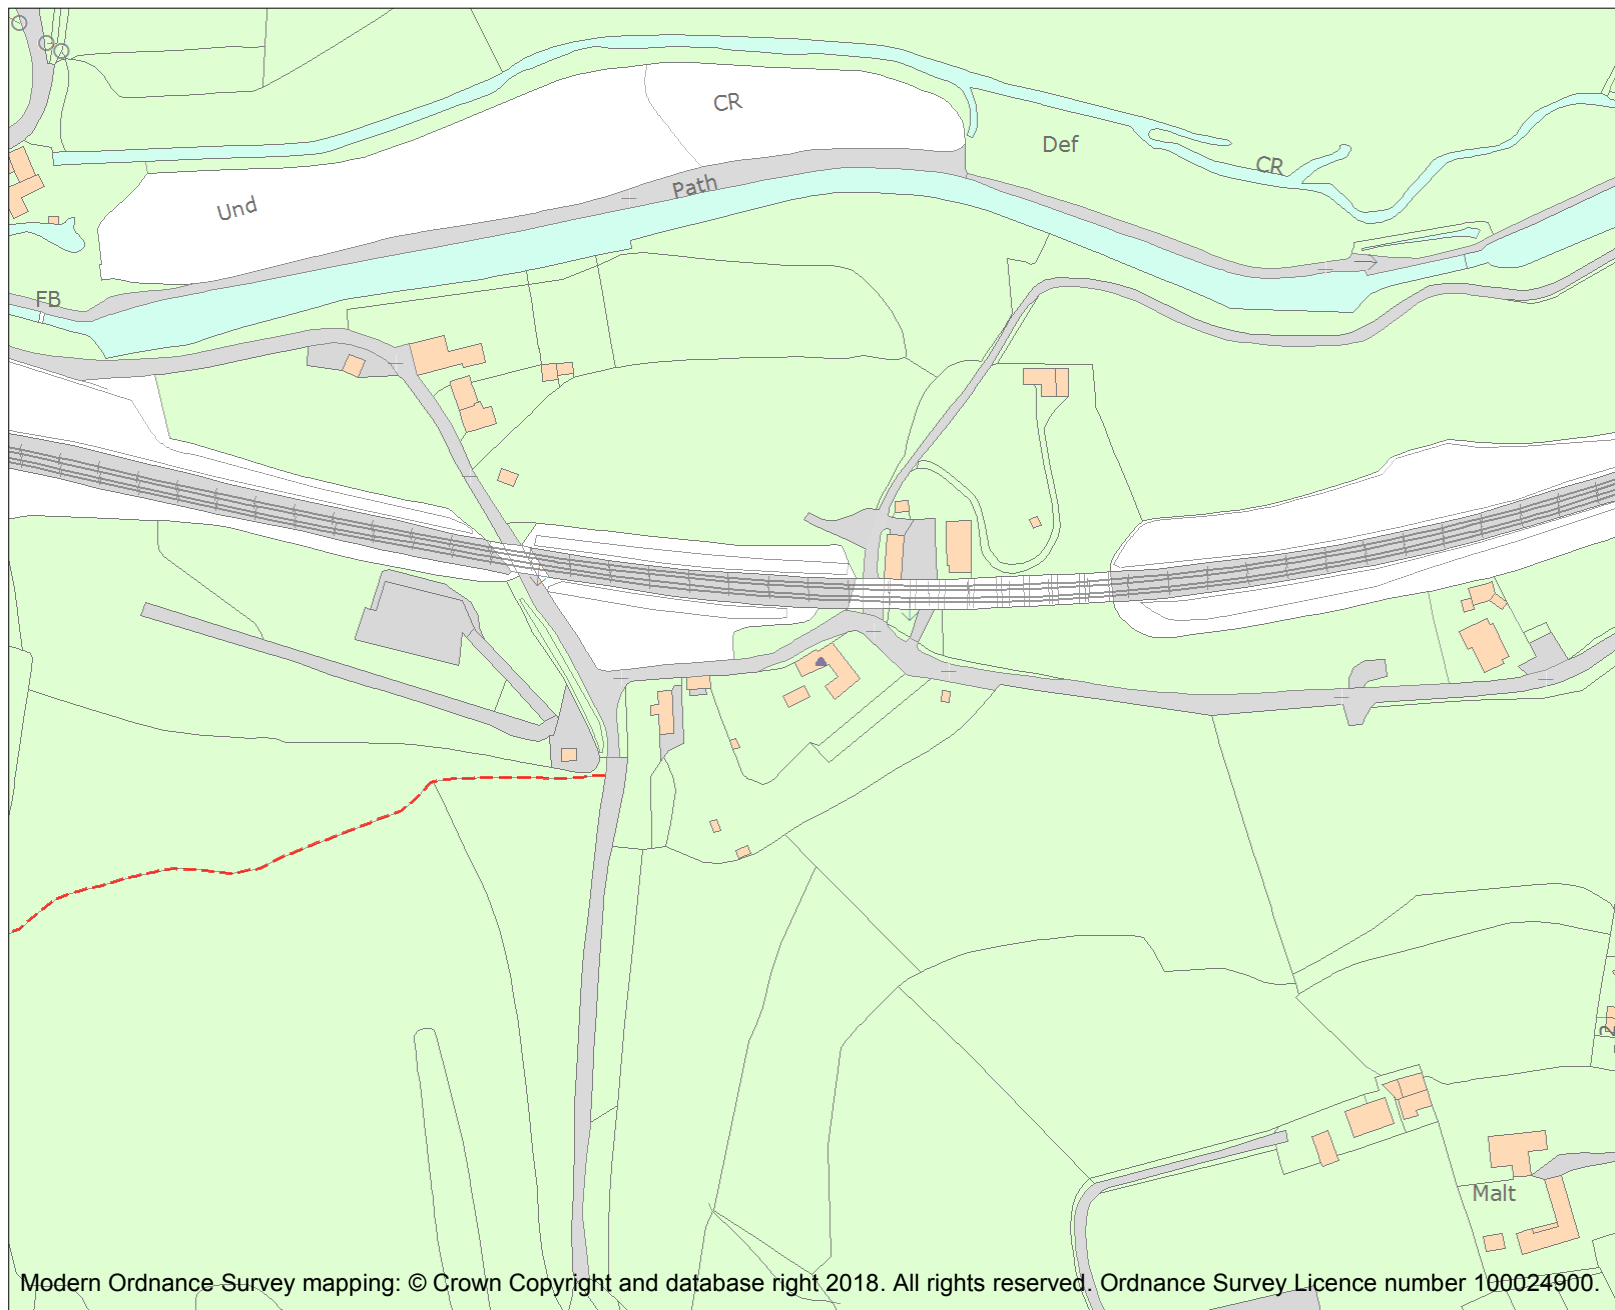 CR
Def
CR
Path
Und
FB
Malt
Modern Ordnance Survey mapping: © Crown Copyright and database right 2018. All rights reserved. Ordnance Survey Licence number 100024900.